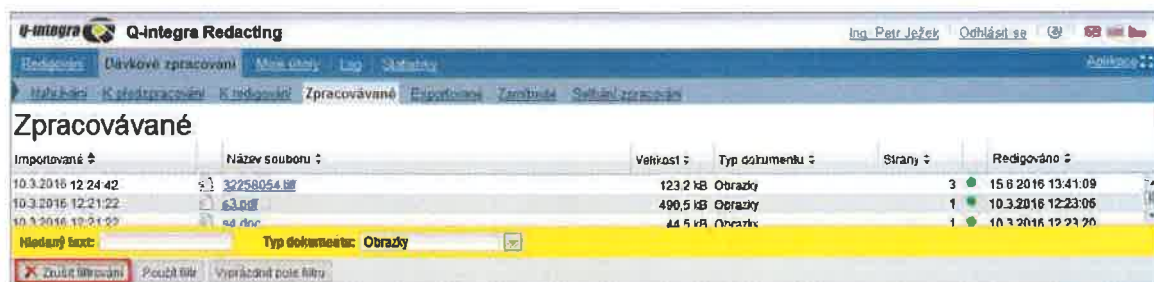 Q-integra Q-integra Redacting Ing. Petr Ježek Odhlásit se
Redigování Dávkové zpracování Moje úlohy Log Statistiky Aplikace
Nahrávání K předzpracování K redigování Zpracovávané Exportované Zamítnuté Selhání zpracování
Zpracovávané
Importované Název souboru Velikost Typ dokumentu Strany Redigováno
10.3.2016 12:24:42 32258054.tiff 123,2 kB Obrazky 3 15.6.2016 13:41:09
10.3.2016 12:21:22 s3.pdf 490,5 kB Obrazky 1 10.3.2016 12:23:06
10.3.2016 12:21:22 s4.doc 44,5 kB Obrazky 1 10.3.2016 12:23:20
Hledaný text: Typ dokumentu: Obrazky
Zrušit filtrování Použít filtr Vyprázdnit pole filtru